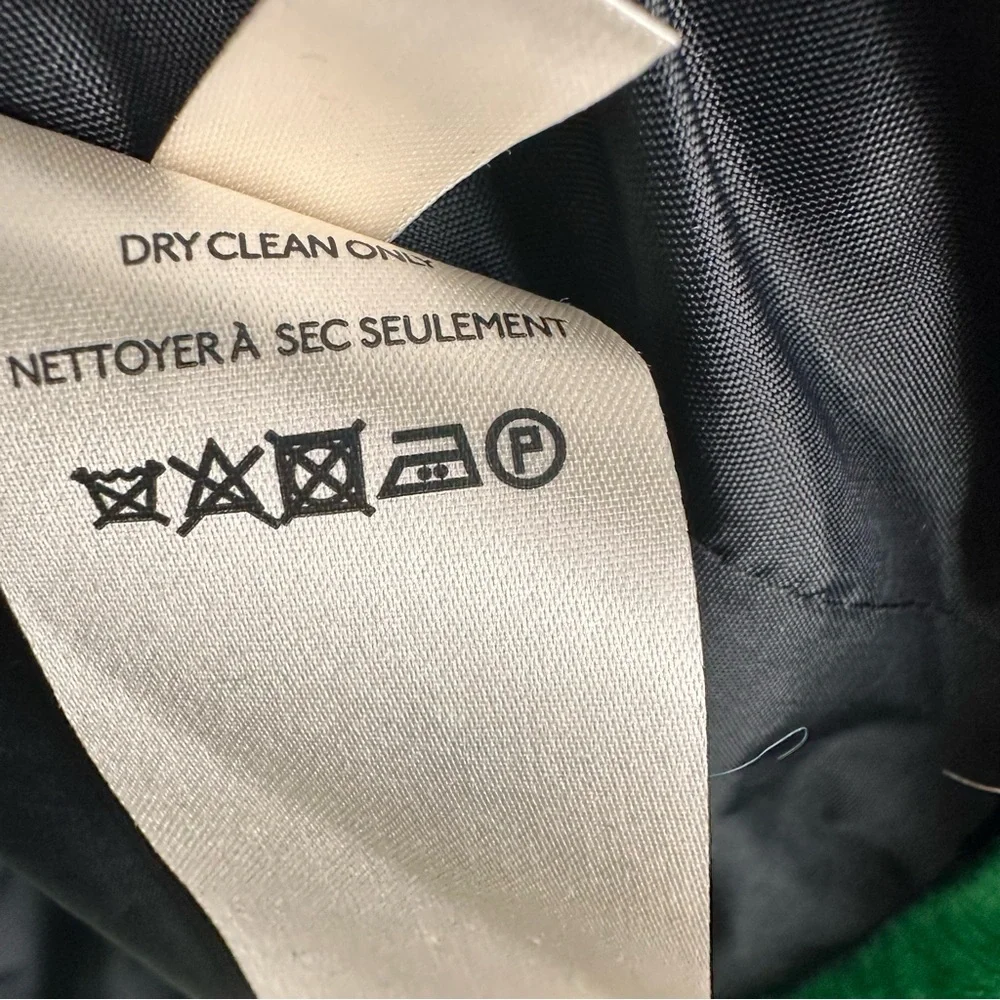 DRY CLEAN ONLY
NETTOYER À SEC SEULEMENT
P